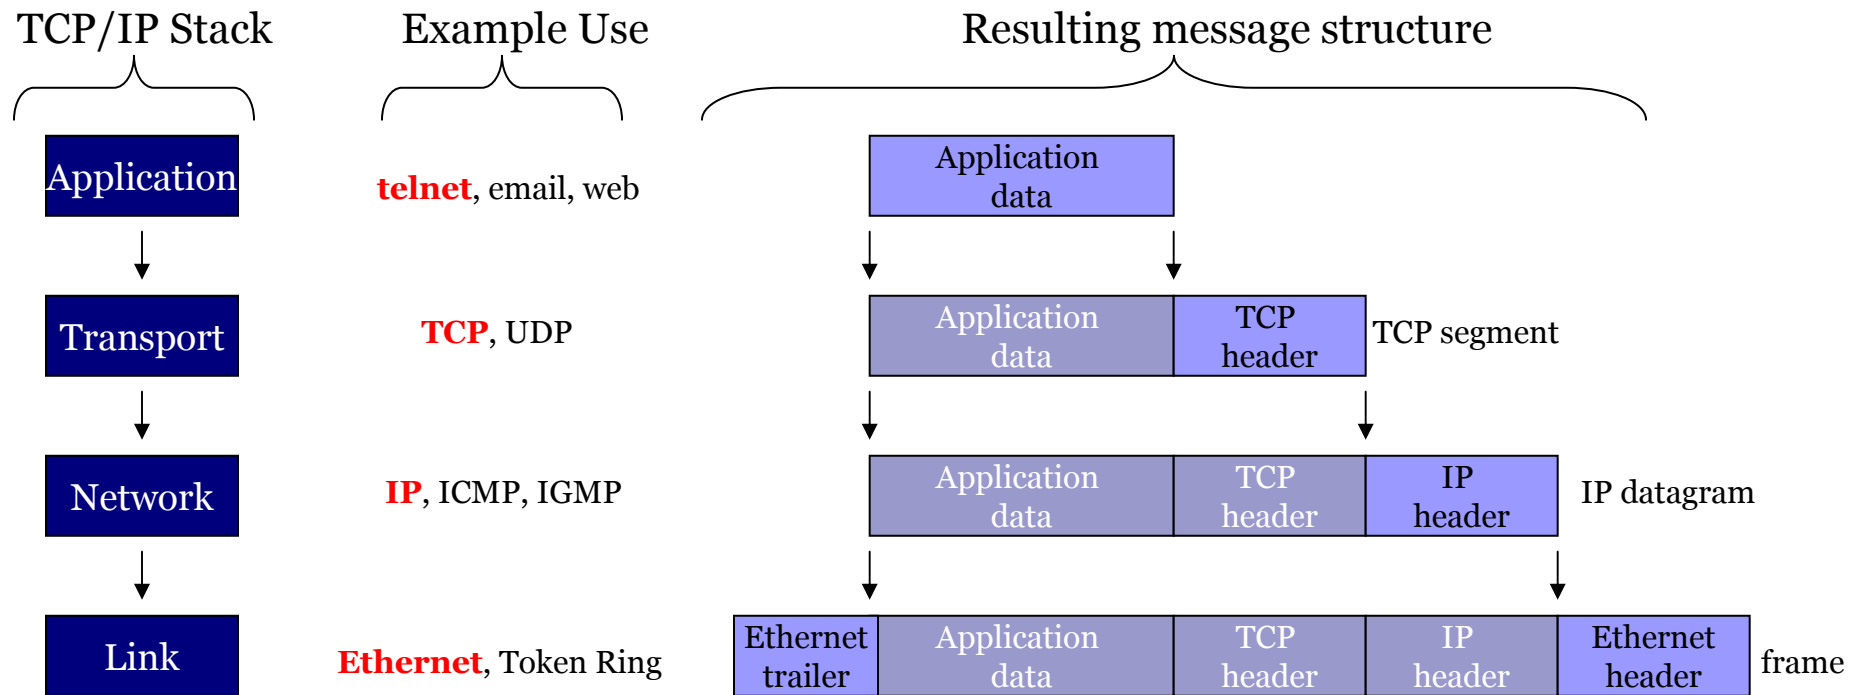 TCP/IP Stack
Example Use
Resulting message structure
Application
telnet, email, web
Application
data
Transport
TCP, UDP
Application
data
TCP
header
TCP segment
Network
IP, ICMP, IGMP
Application
data
TCP
header
IP
header
IP datagram
Link
Ethernet, Token Ring
Ethernet
trailer
Application
data
TCP
header
IP
header
Ethernet
header
frame